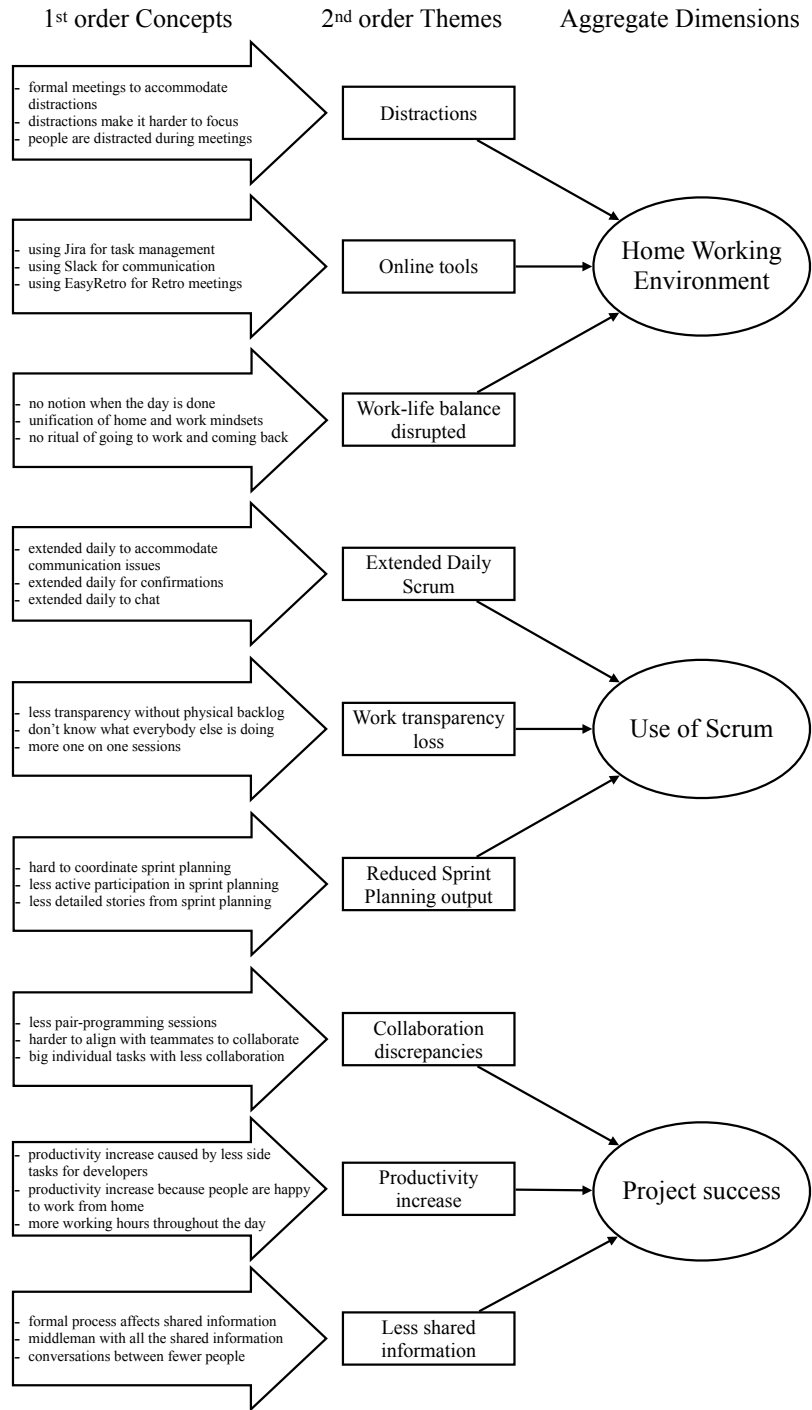 1st order Concepts
2nd order Themes
Aggregate Dimensions
- formal meetings to accommodate
distractions
- distractions make it harder to focus
- people are distracted during meetings
Distractions
- using Jira for task management
- using Slack for communication
- using EasyRetro for Retro meetings
Online tools
Home Working
Environment
- no notion when the day is done
- unification of home and work mindsets
- no ritual of going to work and coming back
Work-life balance
disrupted
- extended daily to accommodate
communication issues
- extended daily for confirmations
- extended daily to chat
Extended Daily
Scrum
- less transparency without physical backlog
- don't know what everybody else is doing
- more one on one sessions
Work transparency
loss
Use of Scrum
- hard to coordinate sprint planning
- less active participation in sprint planning
- less detailed stories from sprint planning
Reduced Sprint
Planning output
- less pair-programming sessions
- harder to align with teammates to collaborate
- big individual tasks with less collaboration
Collaboration
discrepancies
- productivity increase caused by less side
tasks for developers
- productivity increase because people are happy
to work from home
- more working hours throughout the day
Productivity
increase
Project success
- formal process affects shared information
- middleman with all the shared information
- conversations between fewer people
Less shared
information